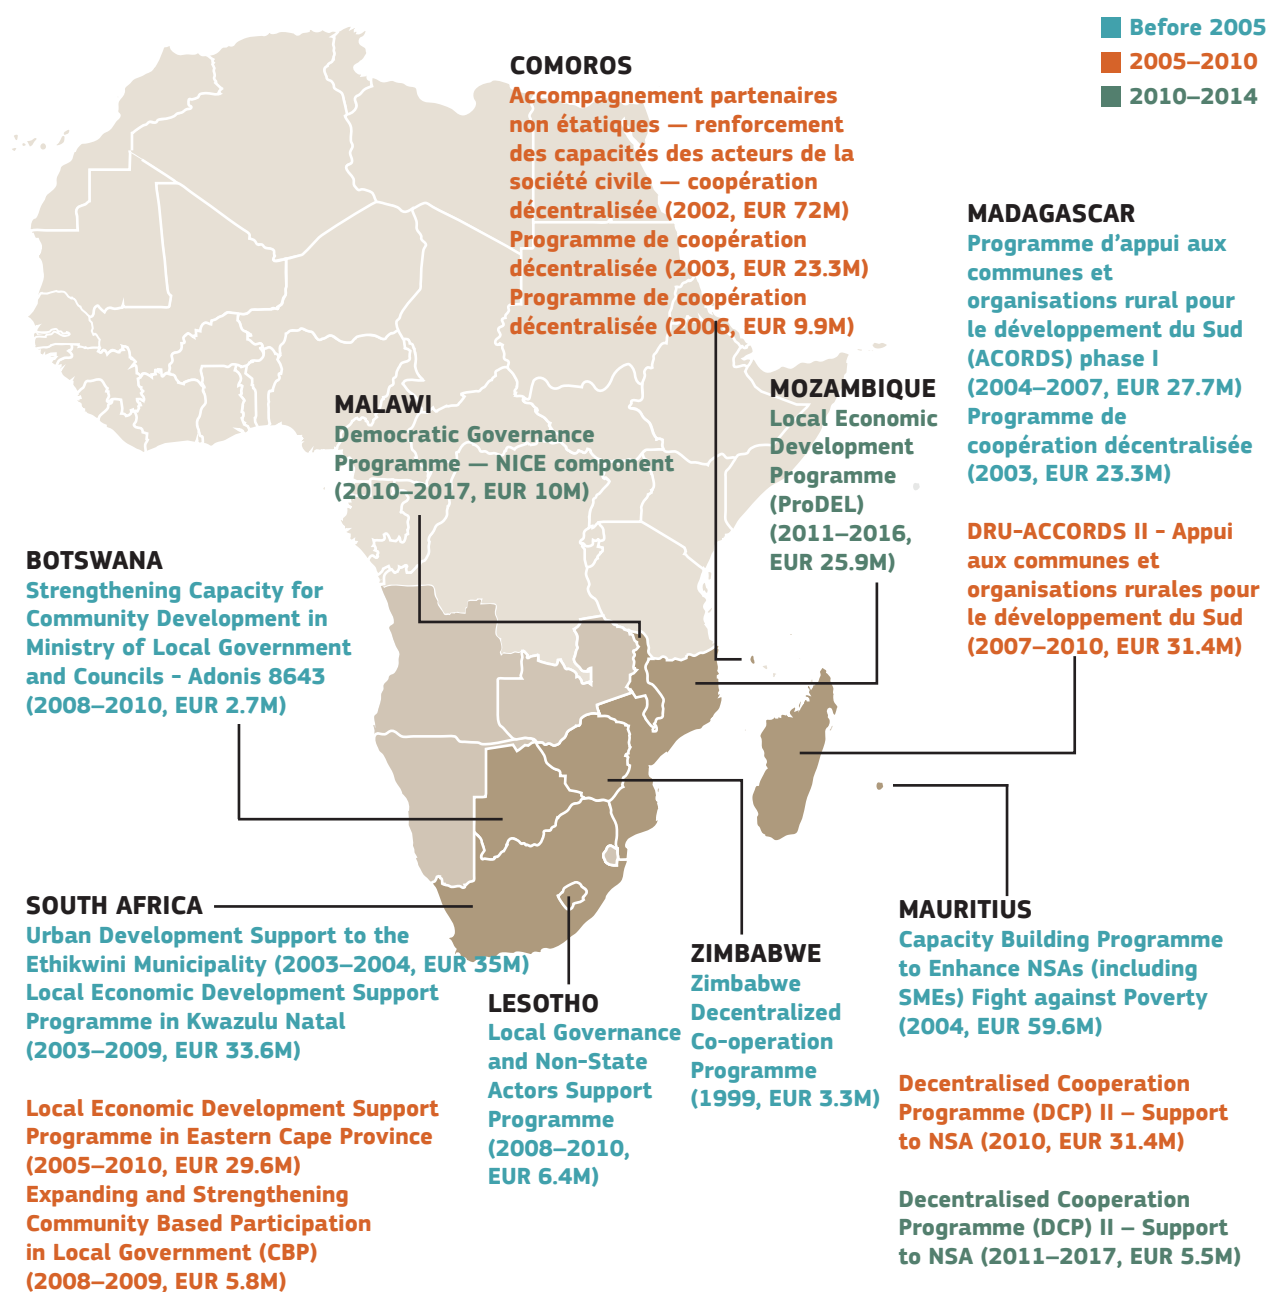 Before 2005
2005–2010
2010–2014
COMOROS
Accompagnement partenaires
non étatiques — renforcement
des capacités des acteurs de la
société civile — coopération
décentralisée (2002, EUR 72M)
Programme de coopération
décentralisée (2003, EUR 23.3M)
Programme de coopération
décentralisée (2006, EUR 9.9M)
MADAGASCAR
Programme d’appui aux
communes et
organisations rural pour
le développement du Sud
(ACORDS) phase I
(2004–2007, EUR 27.7M)
Programme de
coopération décentralisée
(2003, EUR 23.3M)
DRU-ACCORDS II - Appui
aux communes et
organisations rurales pour
le développement du Sud
(2007–2010, EUR 31.4M)
MOZAMBIQUE
Local Economic
Development
Programme
(ProDEL)
(2011–2016,
EUR 25.9M)
MALAWI
Democratic Governance
Programme — NICE component
(2010–2017, EUR 10M)
BOTSWANA
Strengthening Capacity for
Community Development in
Ministry of Local Government
and Councils - Adonis 8643
(2008–2010, EUR 2.7M)
SOUTH AFRICA
Urban Development Support to the
Ethikwini Municipality (2003–2004, EUR 35M)
Local Economic Development Support
Programme in Kwazulu Natal
(2003–2009, EUR 33.6M)
Local Economic Development Support
Programme in Eastern Cape Province
(2005–2010, EUR 29.6M)
Expanding and Strengthening
Community Based Participation
in Local Government (CBP)
(2008–2009, EUR 5.8M)
LESOTHO
Local Governance
and Non-State
Actors Support
Programme
(2008–2010,
EUR 6.4M)
ZIMBABWE
Zimbabwe
Decentralized
Co-operation
Programme
(1999, EUR 3.3M)
MAURITIUS
Capacity Building Programme
to Enhance NSAs (including
SMEs) Fight against Poverty
(2004, EUR 59.6M)
Decentralised Cooperation
Programme (DCP) II – Support
to NSA (2010, EUR 31.4M)
Decentralised Cooperation
Programme (DCP) II – Support
to NSA (2011–2017, EUR 5.5M)